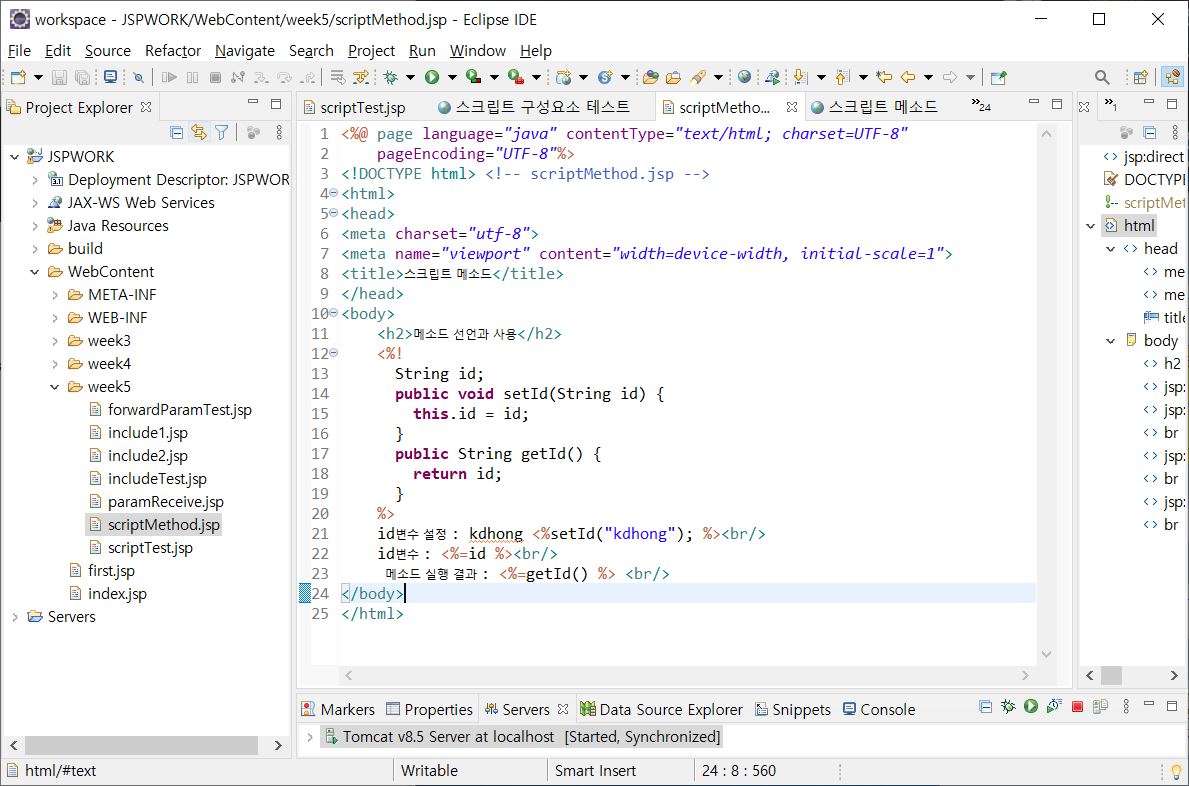 workspace - JSPWORK/WebContent/week5/scriptMethod.jsp - Eclipse IDE
File Edit Source Refactor Navigate Search Project Run Window Help
Project Explorer
JSPWORK
Deployment Descriptor: JSPWOR
JAX-WS Web Services
Java Resources
build
WebContent
META-INF
WEB-INF
week3
week4
week5
forwardParamTest.jsp
include1.jsp
include2.jsp
includeTest.jsp
paramReceive.jsp
scriptMethod.jsp
scriptTest.jsp
first.jsp
index.jsp
Servers
scriptTest.jsp 스크립트 구성요소 테스트 scriptMetho... 스크립트 메소드 »24
1 <%@ page language="java" contentType="text/html; charset=UTF-8"
2 pageEncoding="UTF-8"%>
3 <!DOCTYPE html> <!-- scriptMethod.jsp -->
4 <html>
5 <head>
6 <meta charset="utf-8">
7 <meta name="viewport" content="width=device-width, initial-scale=1">
8 <title>스크립트 메소드</title>
9 </head>
10 <body>
11 <h2>메소드 선언과 사용</h2>
12 <%!
13 String id;
14 public void setId(String id) {
15 this.id = id;
16 }
17 public String getId() {
18 return id;
19 }
20 %>
21 id변수 설정 : kdhong <%setId("kdhong"); %><br/>
22 id변수 : <%=id %><br/>
23 메소드 실행 결과 : <%=getId() %> <br/>
24 </body>
25 </html>
»1
jsp:direct
DOCTYPE
scriptMet
html
head
me
me
title
body
h2
jsp:
jsp:
br
jsp:
br
jsp:
br
Markers Properties Servers Data Source Explorer Snippets Console
Tomcat v8.5 Server at localhost [Started, Synchronized]
html/#text Writable Smart Insert 24 : 8 : 560